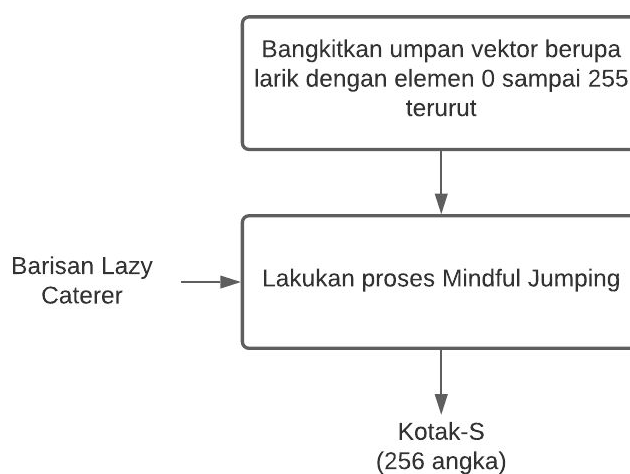 Bangkitkan umpan vektor berupa
larik dengan elemen 0 sampai 255
terurut
Barisan Lazy
Caterer
Lakukan proses Mindful Jumping
Kotak-S
(256 angka)